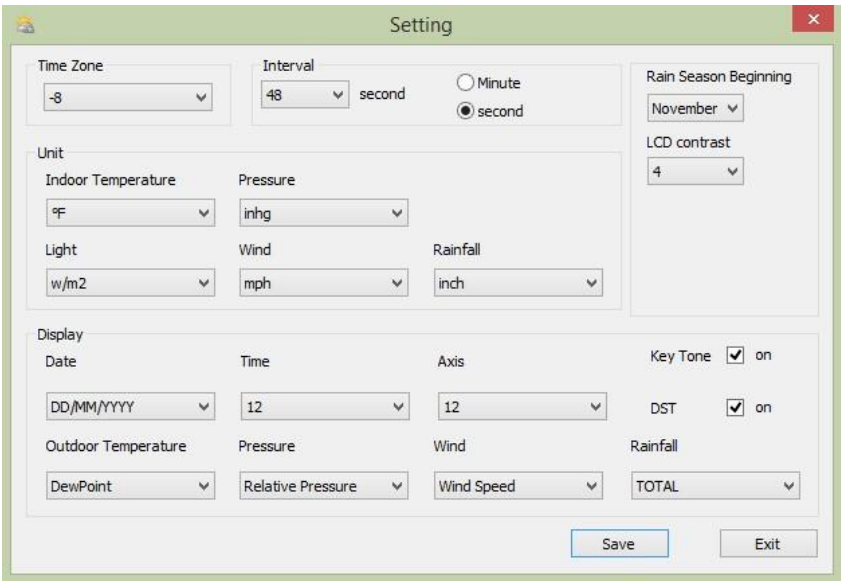 Setting
Time Zone
-8
Interval
48 second
Minute
second
Rain Season Beginning
November
LCD contrast
4
Unit
Indoor Temperature Pressure
ºF inhg
Light Wind Rainfall
w/m2 mph inch
Display
Date Time Axis Key Tone on
DD/MM/YYYY 12 12 DST on
Outdoor Temperature Pressure Wind Rainfall
DewPoint Relative Pressure Wind Speed TOTAL
Save Exit